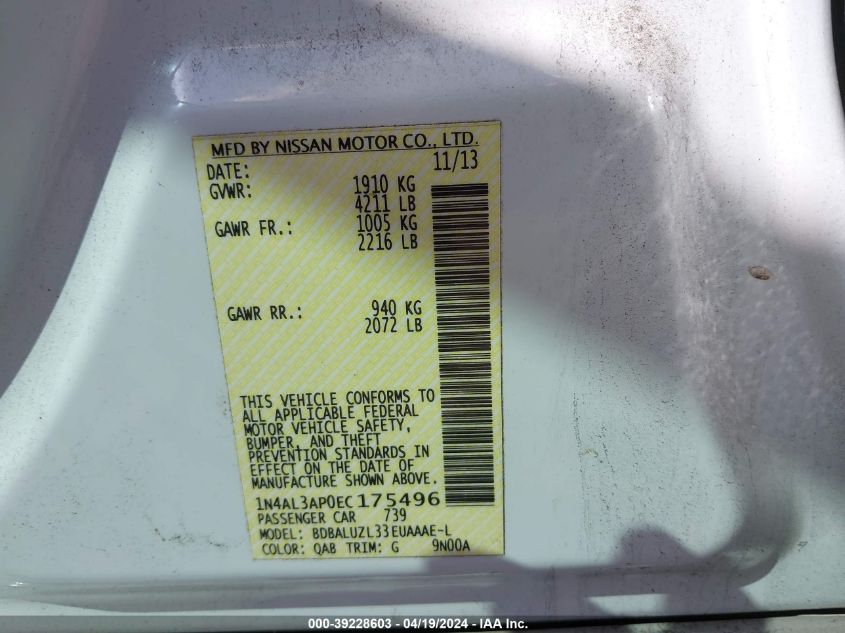 MFD BY NISSAN MOTOR CO., LTD.
DATE: 11/13
GVWR: 1910 KG
4211 LB
GAWR FR.: 1005 KG
2216 LB
GAWR RR.: 940 KG
2072 LB
THIS VEHICLE CONFORMS TO
ALL APPLICABLE FEDERAL
MOTOR VEHICLE SAFETY,
BUMPER, AND THEFT
PREVENTION STANDARDS IN
EFFECT ON THE DATE OF
MANUFACTURE SHOWN ABOVE.
1N4AL3AP0EC175496
PASSENGER CAR 739
MODEL: BDBALUZL33EUAAAE-L
COLOR: QAB TRIM: G 9N00A
000-39228603 - 04/19/2024 - IAA Inc.